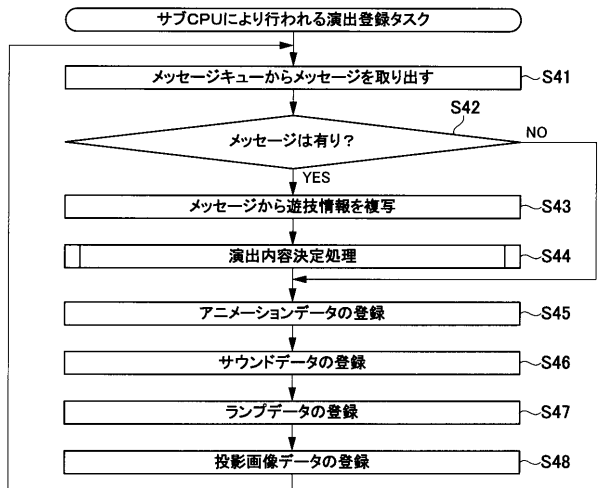 サブCPUにより行われる演出登録タスク
メッセージキューからメッセージを取り出す
S41
S42
メッセージは有り?
NO
YES
メッセージから遊技情報を複写
S43
演出内容決定処理
S44
アニメーションデータの登録
S45
サウンドデータの登録
S46
ランプデータの登録
S47
投影画像データの登録
S48